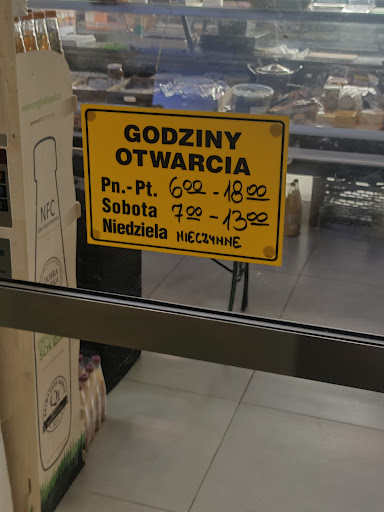 GODZINY
OTWARCIA
Pn.-Pt. 6⁰⁰ - 18⁰⁰
Sobota 7⁰⁰ - 13⁰⁰
Niedziela NIECZYNNE
NFC